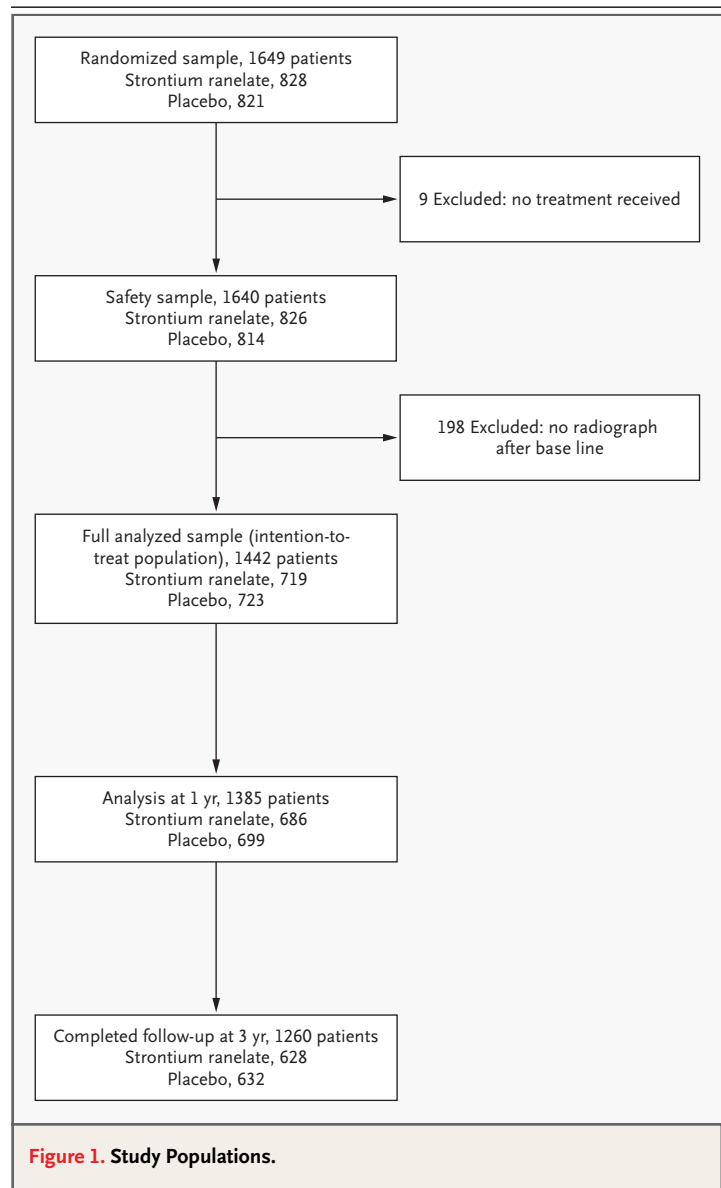 Randomized sample, 1649 patients
Strontium ranelate, 828
Placebo, 821
9 Excluded: no treatment received
Safety sample, 1640 patients
Strontium ranelate, 826
Placebo, 814
198 Excluded: no radiograph
after base line
Full analyzed sample (intention-to-
treat population), 1442 patients
Strontium ranelate, 719
Placebo, 723
Analysis at 1 yr, 1385 patients
Strontium ranelate, 686
Placebo, 699
Completed follow-up at 3 yr, 1260 patients
Strontium ranelate, 628
Placebo, 632
Figure 1. Study Populations.